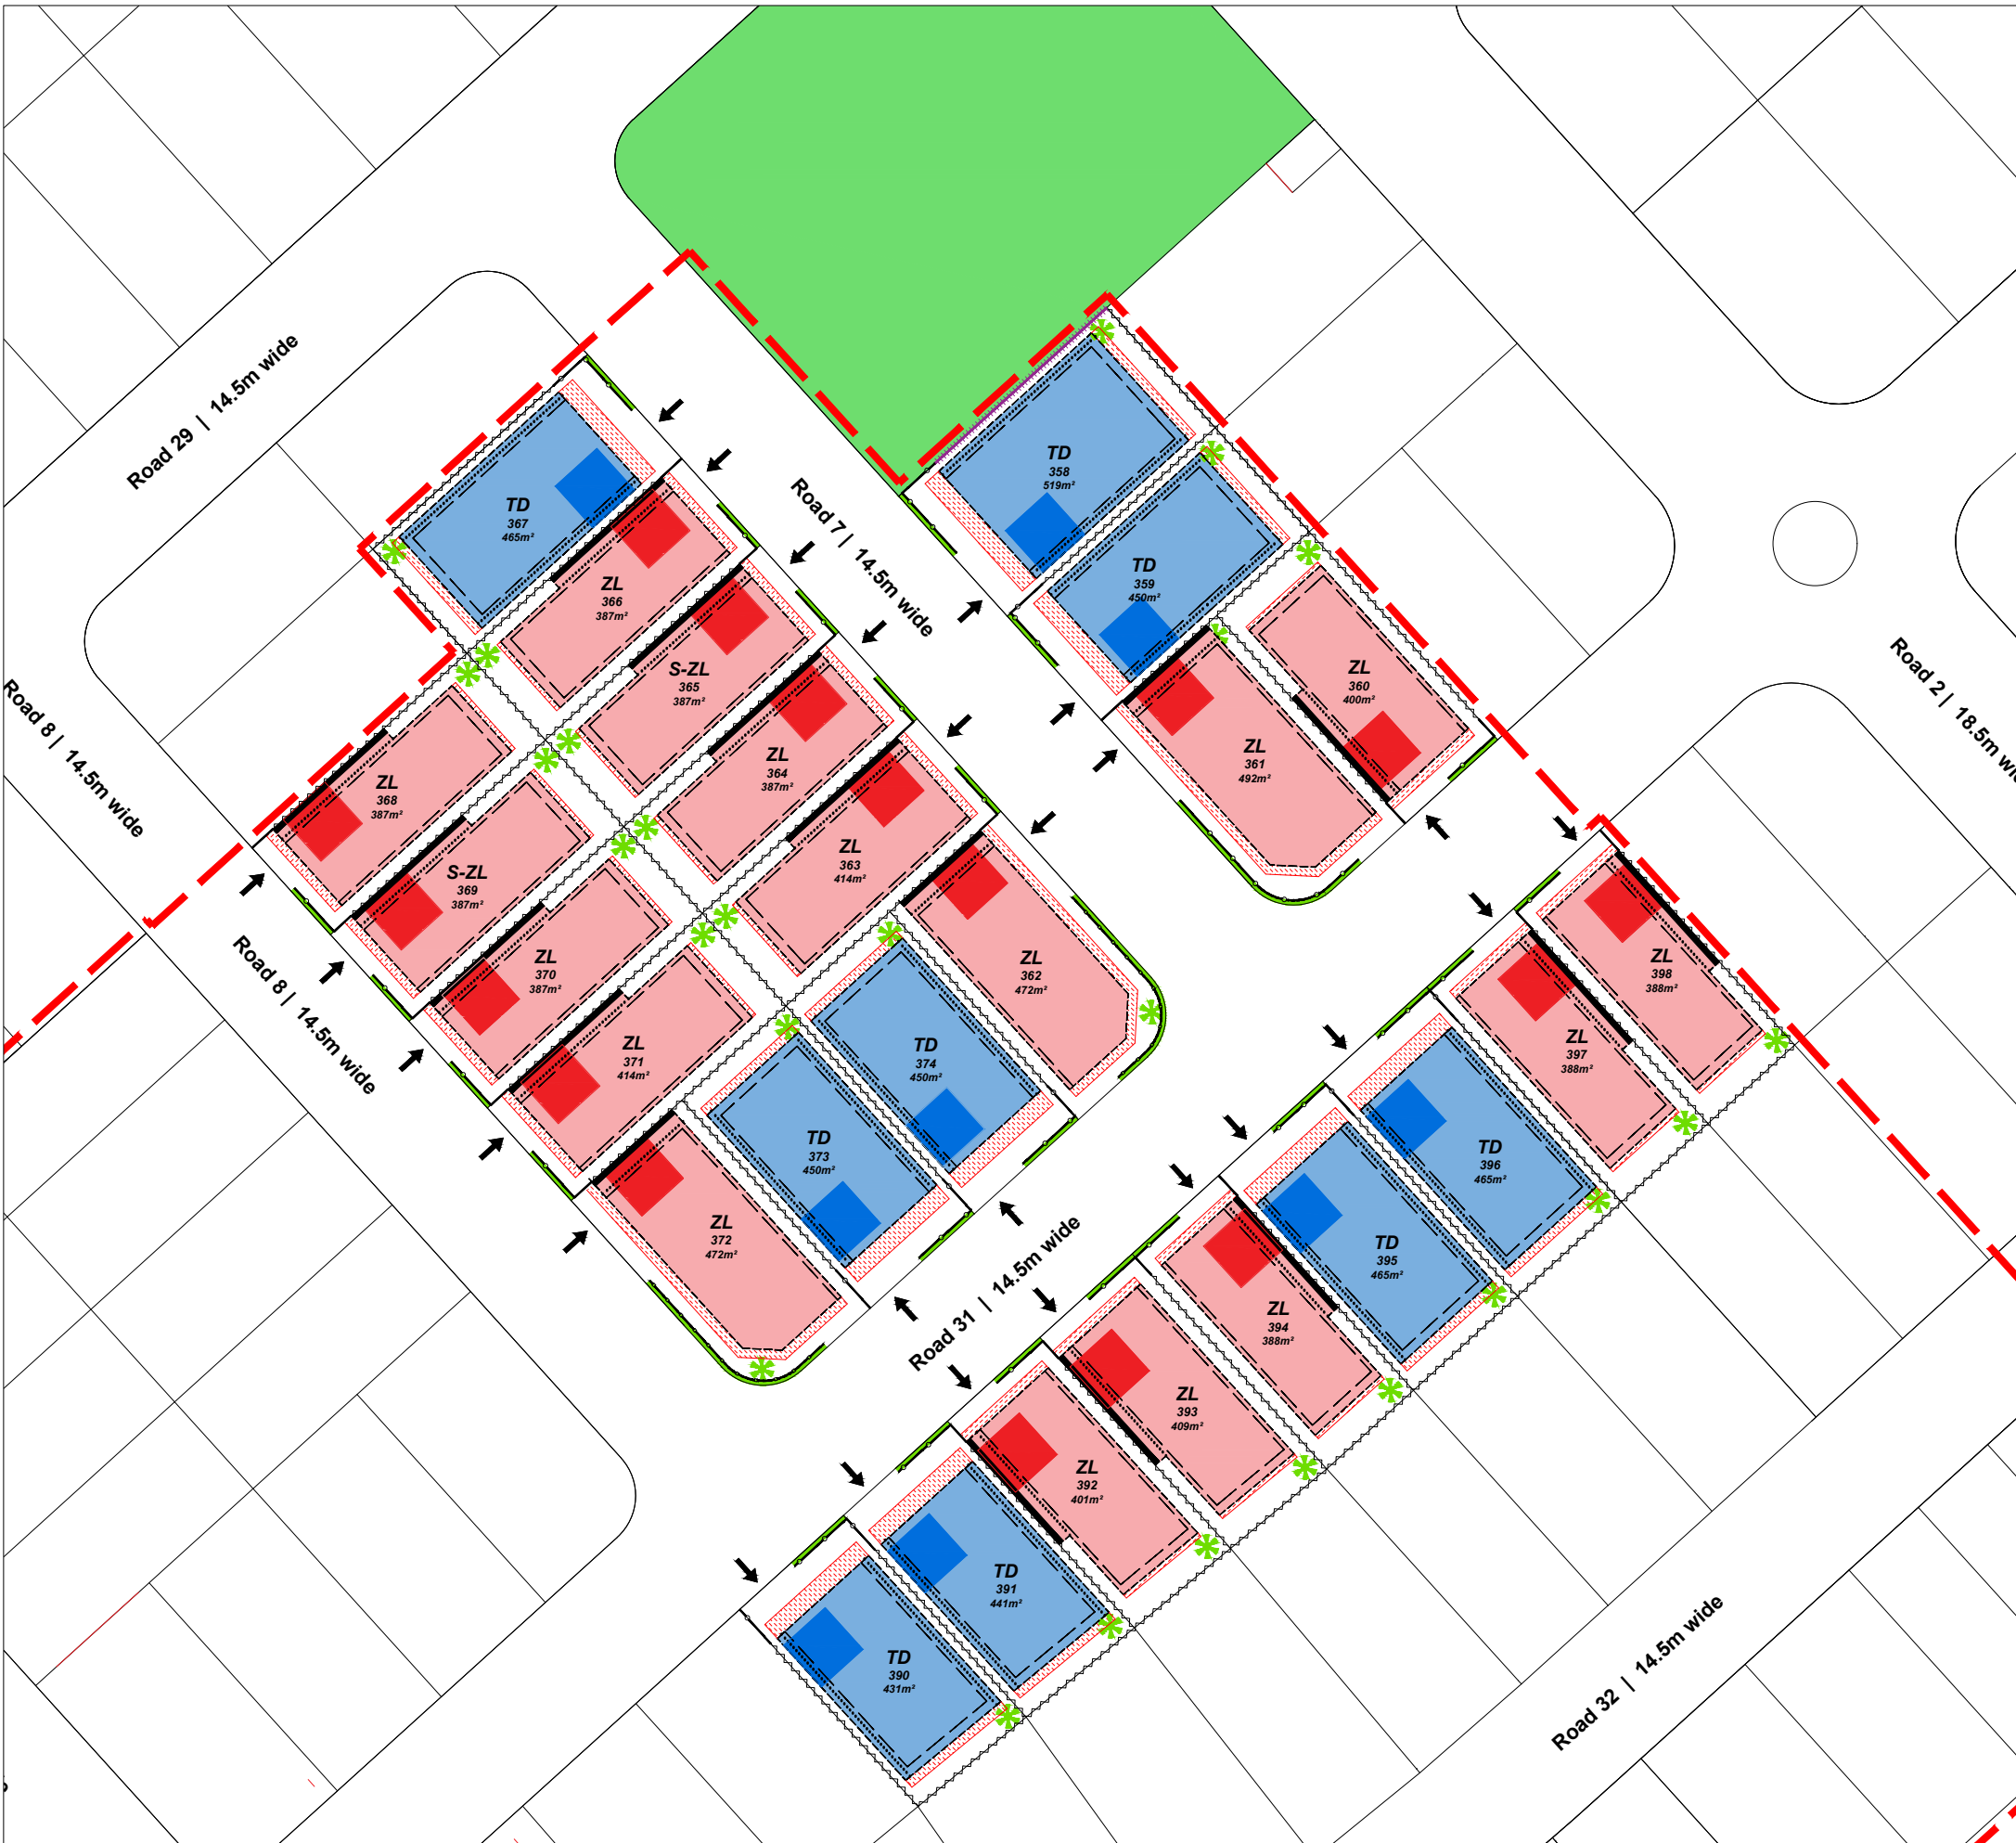 Road 29 | 14.5m wide
Road 8 | 14.5m wide
Road 8 | 14.5m wide
Road 7 | 14.5m wide
Road 2 | 18.5m
Road 31 | 14.5m wide
Road 32 | 14.5m wide
TD
358
519m²
TD
359
450m²
ZL
360
400m²
ZL
361
492m²
TD
367
465m²
ZL
366
387m²
S-ZL
365
387m²
ZL
364
387m²
ZL
363
414m²
ZL
362
472m²
ZL
368
387m²
S-ZL
369
387m²
ZL
370
387m²
ZL
371
414m²
ZL
372
472m²
TD
373
450m²
TD
374
450m²
ZL
398
388m²
ZL
397
388m²
TD
396
465m²
TD
395
465m²
ZL
394
388m²
ZL
393
409m²
ZL
392
401m²
TD
391
441m²
TD
390
431m²